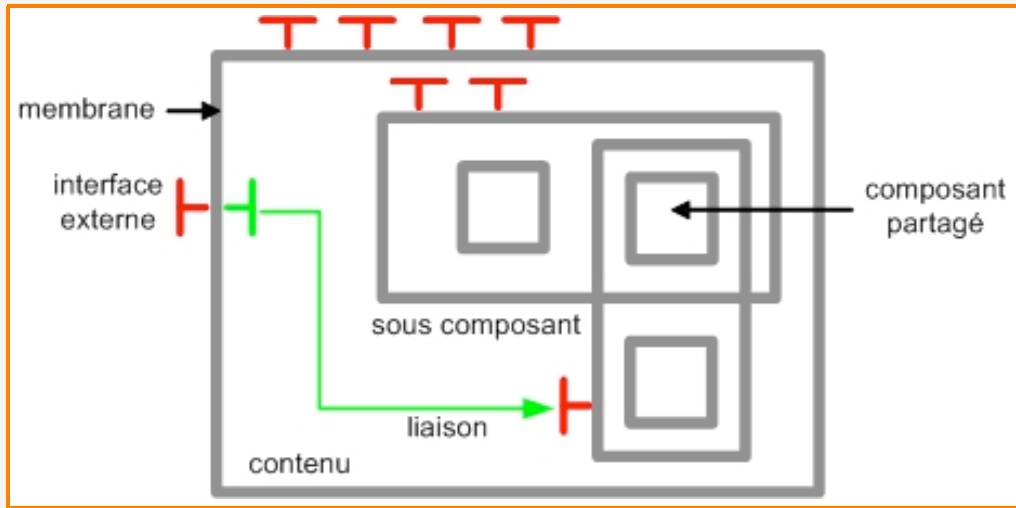 membrane
interface
externe
composant
partagé
sous composant
liaison
contenu